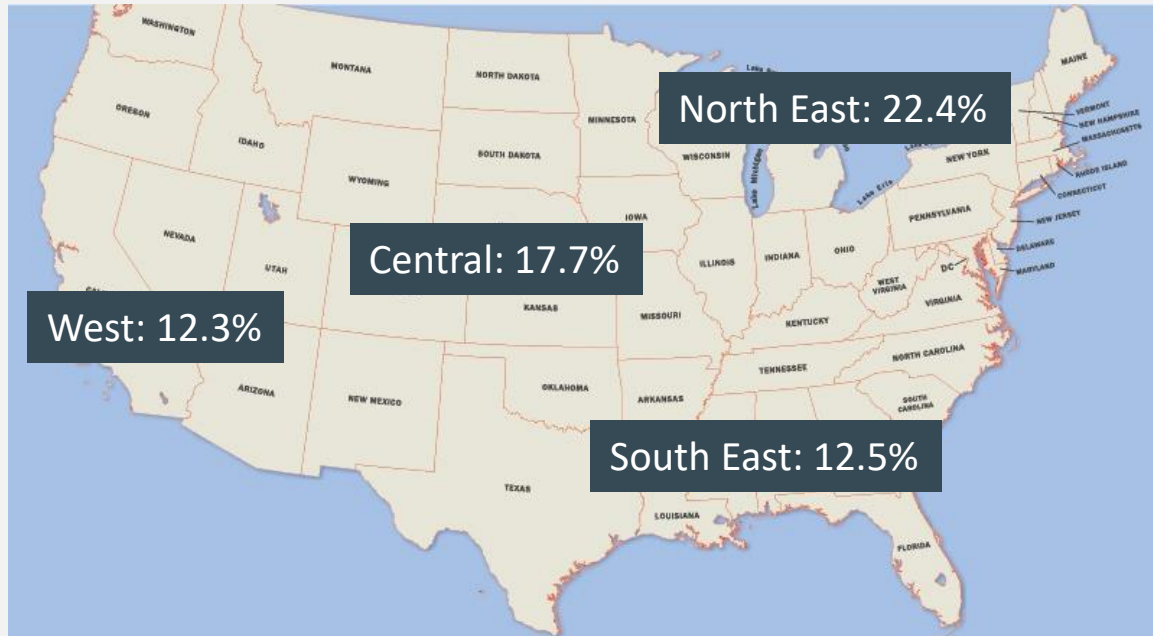 WASHINGTON
MONTANA
NORTH DAKOTA
MINNESOTA
MAINE
OREGON
IDAHO
SOUTH DAKOTA
WYOMING
WISCONSIN
North East: 22.4%
VERMONT
NEW HAMPSHIRE
MASSACHUSETTS
NEW YORK
RHODE ISLAND
CONNECTICUT
Lake Michigan
Lake Erie
PENNSYLVANIA
NEW JERSEY
NEVADA
UTAH
IOWA
Central: 17.7%
ILLINOIS
INDIANA
OHIO
DELAWARE
MARYLAND
DC
WEST
VIRGINIA
VIRGINIA
West: 12.3%
KANSAS
MISSOURI
KENTUCKY
NORTH CAROLINA
TENNESSEE
ARIZONA
NEW MEXICO
OKLAHOMA
ARKANSAS
SOUTH
CAROLINA
South East: 12.5%
TEXAS
LOUISIANA
FLORIDA